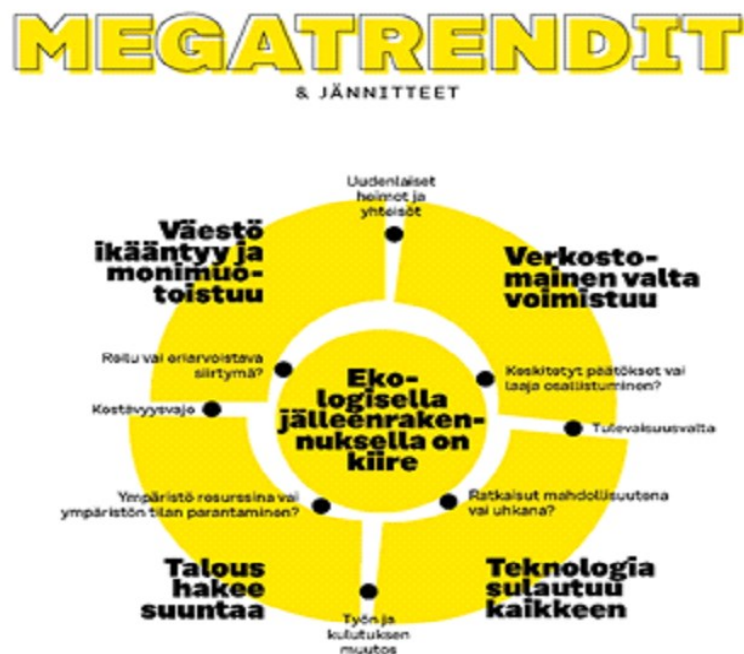 MEGATRENDIT
& JÄNNITTEET
Uudenlaiset
heimot ja
yhteisöt
Väestö
ikääntyy ja
monimuo-
toistuu
Verkosto-
mainen valta
voimistuu
Reilu vai eriarvoistava
siirtymä?
Keskitetyt päätökset vai
laaja osallistuminen?
Eko-
logisella
jälleenraken-
nuksella on
kiire
Kestävyysvaje
Tulevaisuusvalta
Ympäristö resurssina vai
ympäristön tilan parantaminen?
Ratkaisut mahdollisuutena
vai uhkana?
Talous
hakee
suuntaa
Teknologia
sulautuu
kaikkeen
Työn ja
kulutuksen
muutos